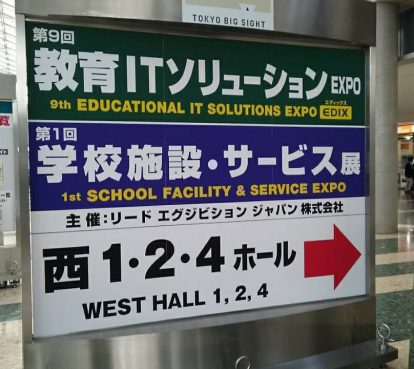 TOKYO BIG SIGHT
第9回
教育ITソリューションEXPO
エディックス
9th EDUCATIONAL IT SOLUTIONS EXPO EDIX
第1回
学校施設・サービス展
1st SCHOOL FACILITY & SERVICE EXPO
主催:リード エグジビション ジャパン 株式会社
西1・2・4ホール
WEST HALL 1, 2, 4